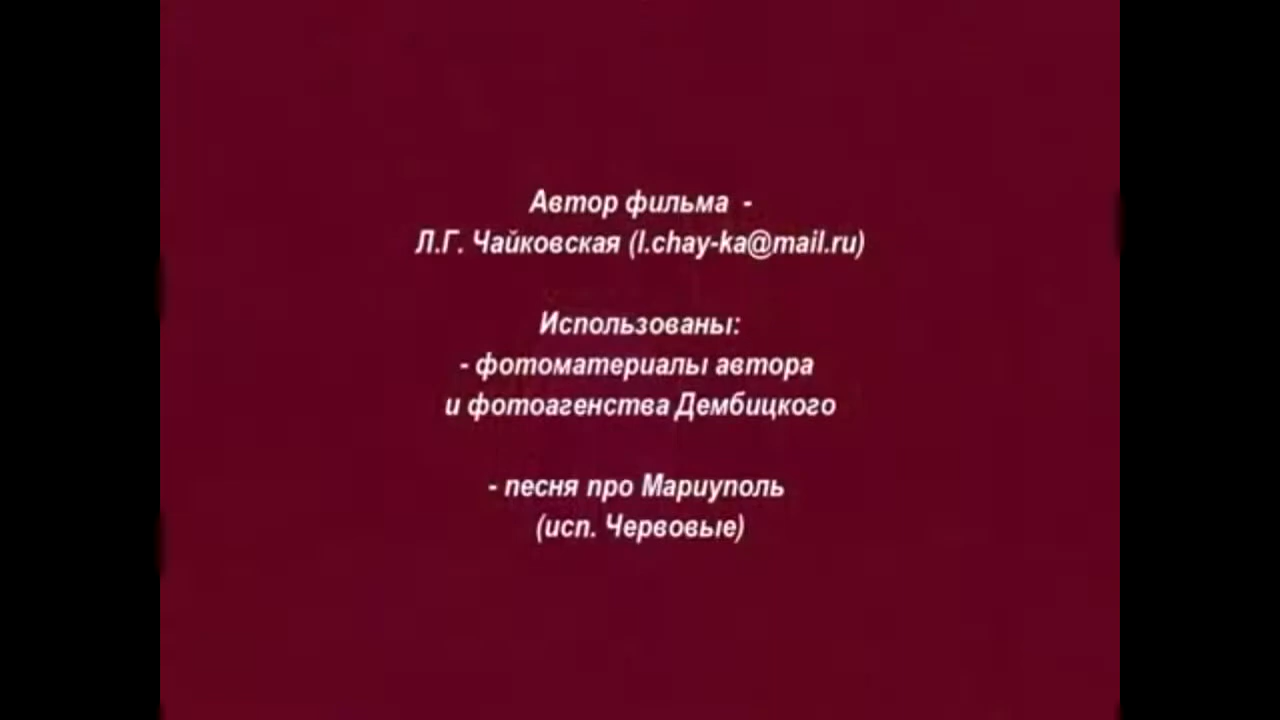 Автор фильма -
Л.Г. Чайковская (l.chay-ka@mail.ru)
Использованы:
- фотоматериалы автора
и фотоагенства Дембицкого
- песня про Мариуполь
(исп. Червовые)